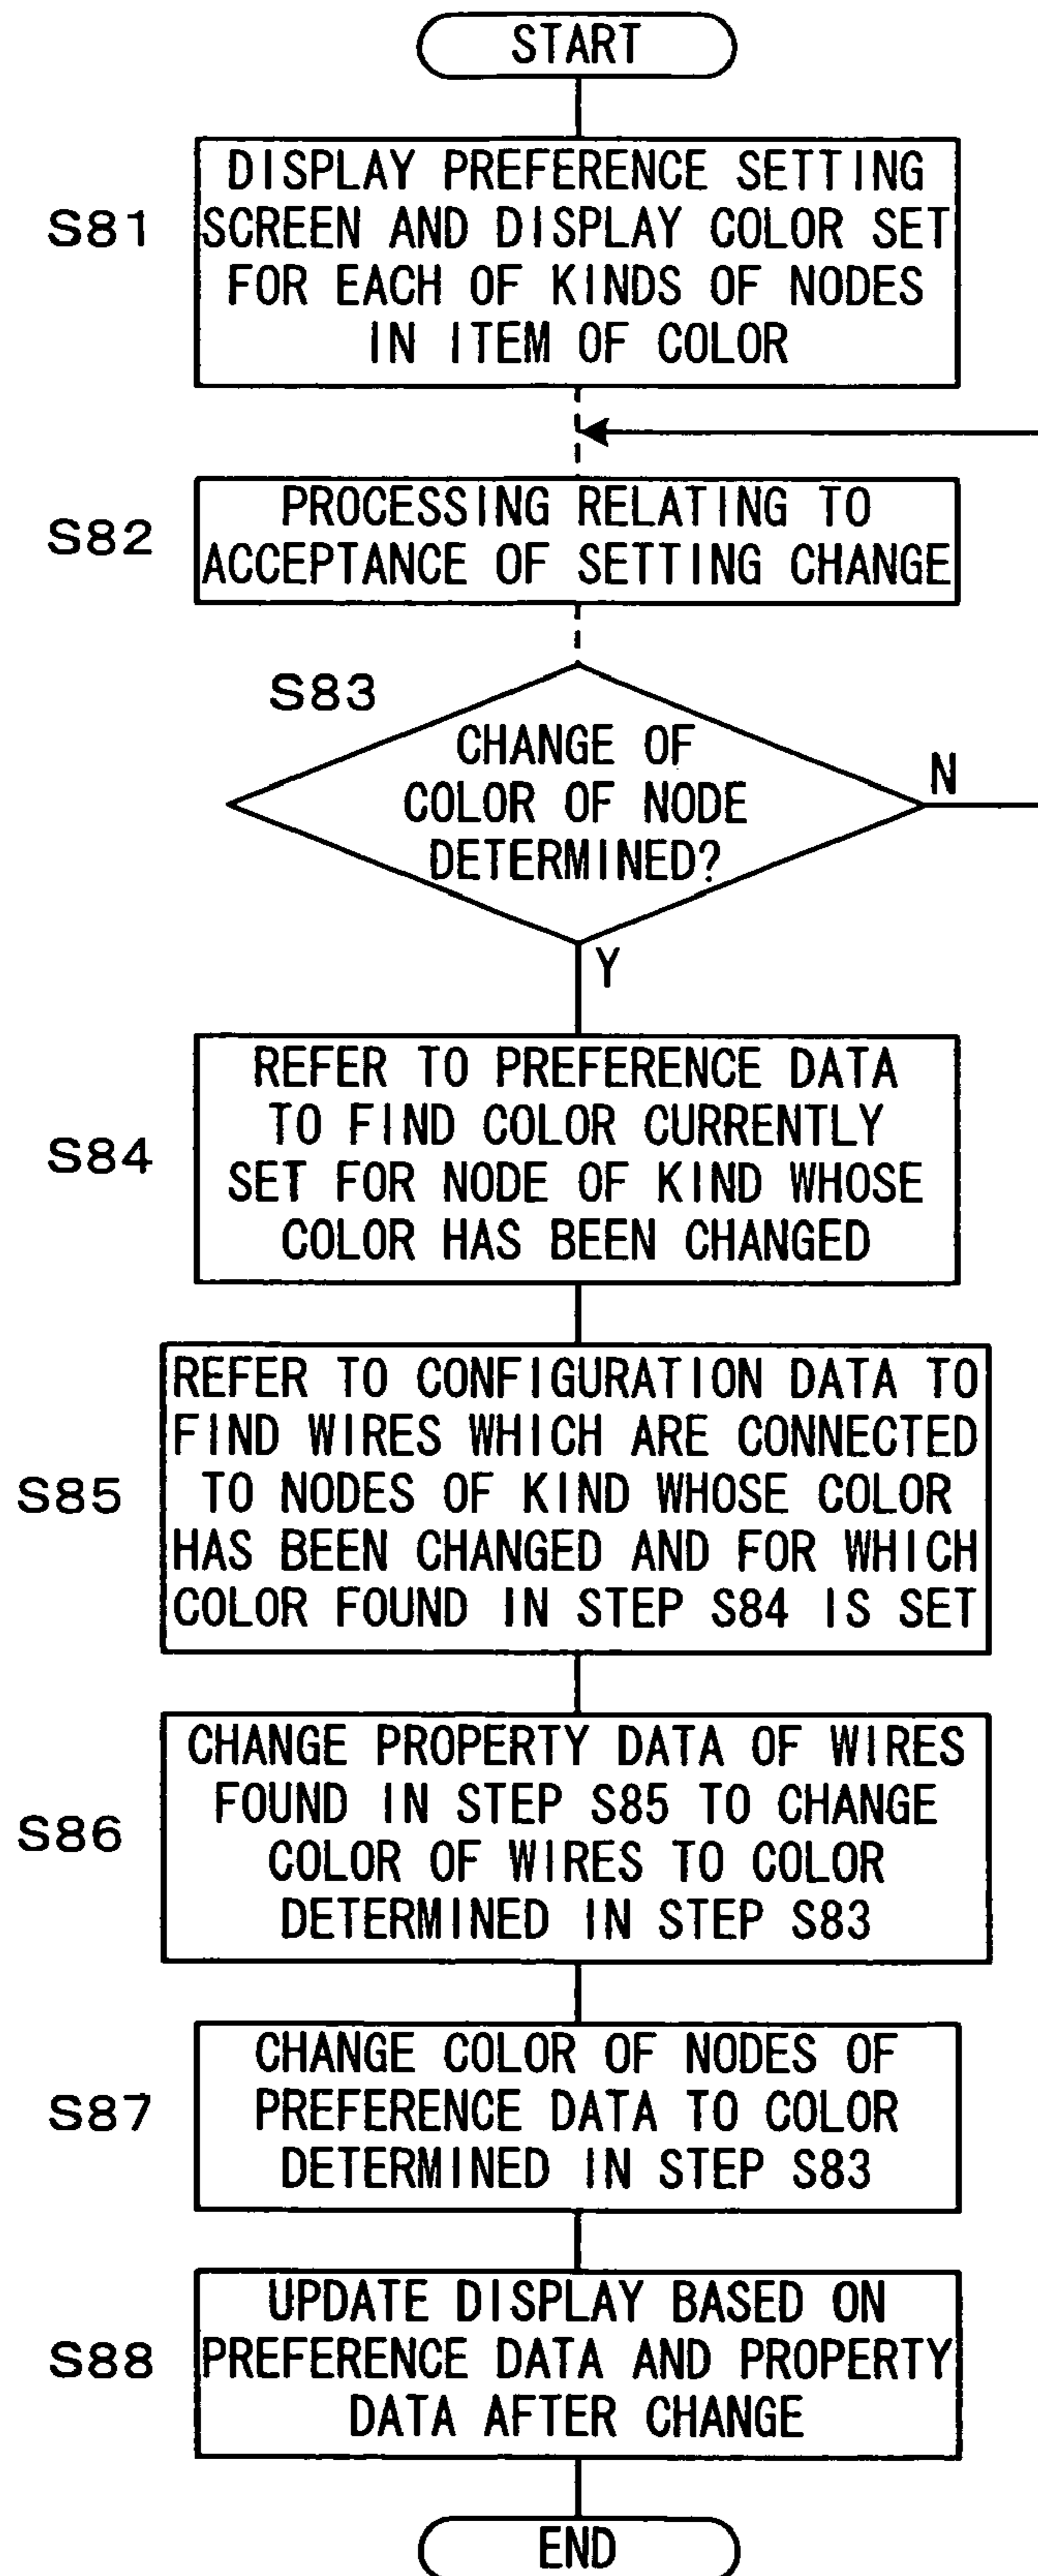 START
S81
DISPLAY PREFERENCE SETTING
SCREEN AND DISPLAY COLOR SET
FOR EACH OF KINDS OF NODES
IN ITEM OF COLOR
S82
PROCESSING RELATING TO
ACCEPTANCE OF SETTING CHANGE
S83
CHANGE OF
COLOR OF NODE
DETERMINED?
N
Y
S84
REFER TO PREFERENCE DATA
TO FIND COLOR CURRENTLY
SET FOR NODE OF KIND WHOSE
COLOR HAS BEEN CHANGED
S85
REFER TO CONFIGURATION DATA TO
FIND WIRES WHICH ARE CONNECTED
TO NODES OF KIND WHOSE COLOR
HAS BEEN CHANGED AND FOR WHICH
COLOR FOUND IN STEP S84 IS SET
S86
CHANGE PROPERTY DATA OF WIRES
FOUND IN STEP S85 TO CHANGE
COLOR OF WIRES TO COLOR
DETERMINED IN STEP S83
S87
CHANGE COLOR OF NODES OF
PREFERENCE DATA TO COLOR
DETERMINED IN STEP S83
S88
UPDATE DISPLAY BASED ON
PREFERENCE DATA AND PROPERTY
DATA AFTER CHANGE
END